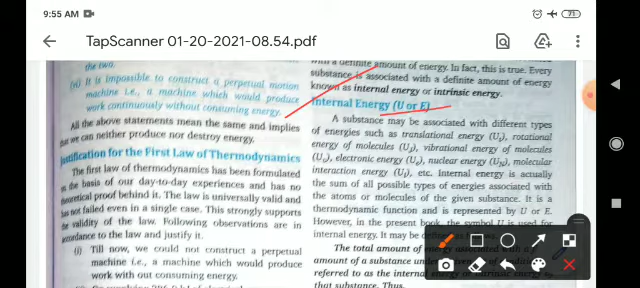 9:55 AM
71
TapScanner 01-20-2021-08.54.pdf
the two.
(v) It is impossible to construct a perpetual motion
machine i.e., a machine which would produce
work continuously without consuming energy.
All the above statements mean the same and implies
that we can neither produce nor destroy energy.
Justification for the First Law of Thermodynamics
The first law of thermodynamics has been formulated
on the basis of our day-to-day experiences and has no
theoretical proof behind it. The law is universally valid and
has not failed even in a single case. This strongly supports
the validity of the law. Following observations are in
accordance to the law and justify it.
(i) Till now, we could not construct a perpetual
machine i.e., a machine which would produce
work with out consuming energy.
with a definite amount of energy. In fact, this is true. Every
substance is associated with a definite amount of energy
known as internal energy or intrinsic energy.
Internal Energy (U or E)
A substance may be associated with different types
of energies such as translational energy (Ut), rotational
energy of molecules (Ur), vibrational energy of molecules
(Uv), electronic energy (Ue), nuclear energy (UN), molecular
interaction energy (UI), etc. Internal energy is actually
the sum of all possible types of energies associated with
the atoms or molecules of the given substance. It is a
thermodynamic function and is represented by U or E.
However, in the present book, the symbol U is used for
internal energy. It may be
The total amount of
amount of a substance
referred to as the internal
that substance. Thus,